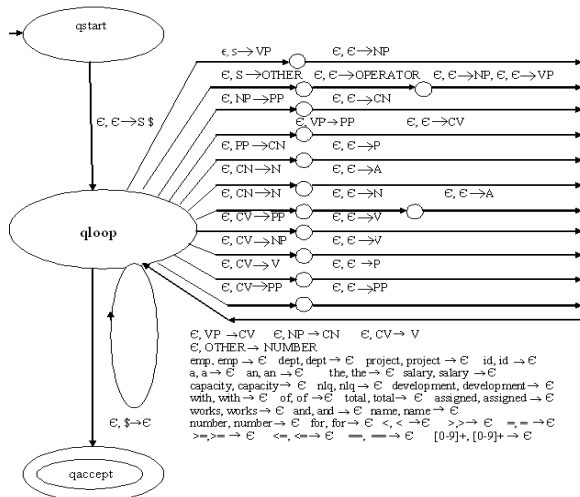 qstart
ε, s→VP Є, Є→NP
Є, S→OTHER Є, Є→OPERATOR Є, Є→NP, Є, Є→VP
Є, NP→PP Є, Є→CN
Є, Є→S $
Є, VP→PP Є, Є→CV
Є, PP→CN Є, Є→P
Є, CN→N Є, Є→A
Є, CN→N Є, Є→N Є, Є→A
Є, CV→PP Є, Є→V
qloop
Є, CV→NP Є, Є→V
Є, CV→V Є, Є→P
Є, CV→PP Є, Є→PP
Є, VP→CV Є, NP→CN Є, CV→V
Є, OTHER→NUMBER
emp, emp→Є dept, dept→Є project, project→Є id, id→Є
a, a→Є an, an→Є the, the→Є salary, salary→Є
capacity, capacity→Є nlq, nlq→Є development, development→Є
with, with→Є of, of→Є total, total→Є assigned, assigned→Є
works, works→Є and, and→Є name, name→Є
Є, $→Є
number, number→Є for, for→Є <, <→Є >,>→Є =, =→Є
>=,>=→Є <=, <=→Є ==, ==→Є [0-9]+, [0-9]+→Є
qaccept